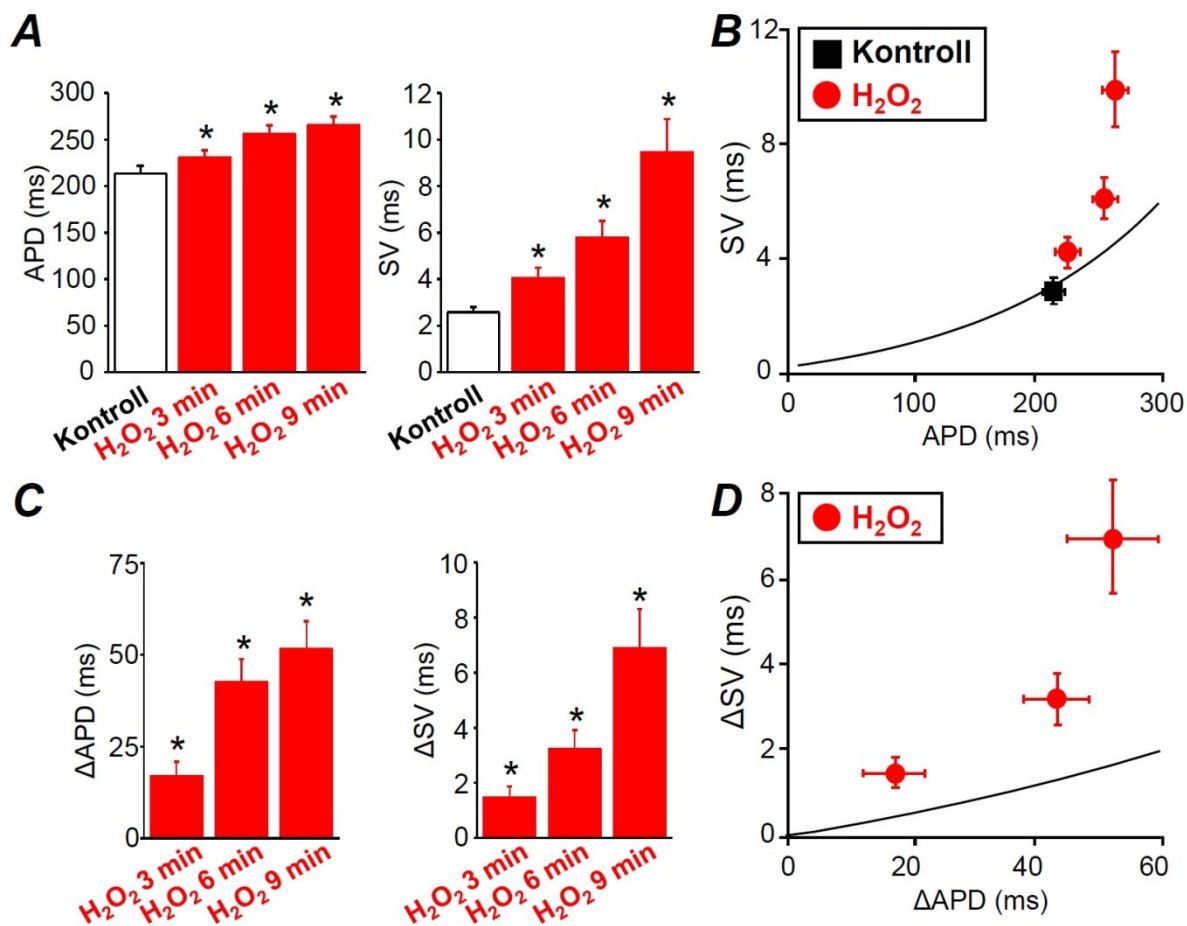 A
APD (ms)
300
250
200
150
100
50
0
* * *
Kontroll
H₂O₂ 3 min
H₂O₂ 6 min
H₂O₂ 9 min
SV (ms)
12
10
8
6
4
2
0
* * *
Kontroll
H₂O₂ 3 min
H₂O₂ 6 min
H₂O₂ 9 min
B
Kontroll
H₂O₂
SV (ms)
12
8
4
0
0 100 200 300
APD (ms)
C
ΔAPD (ms)
75
50
25
0
* * *
H₂O₂ 3 min
H₂O₂ 6 min
H₂O₂ 9 min
ΔSV (ms)
10
8
6
4
2
0
* * *
H₂O₂ 3 min
H₂O₂ 6 min
H₂O₂ 9 min
D
H₂O₂
ΔSV (ms)
8
6
4
2
0
0 20 40 60
ΔAPD (ms)